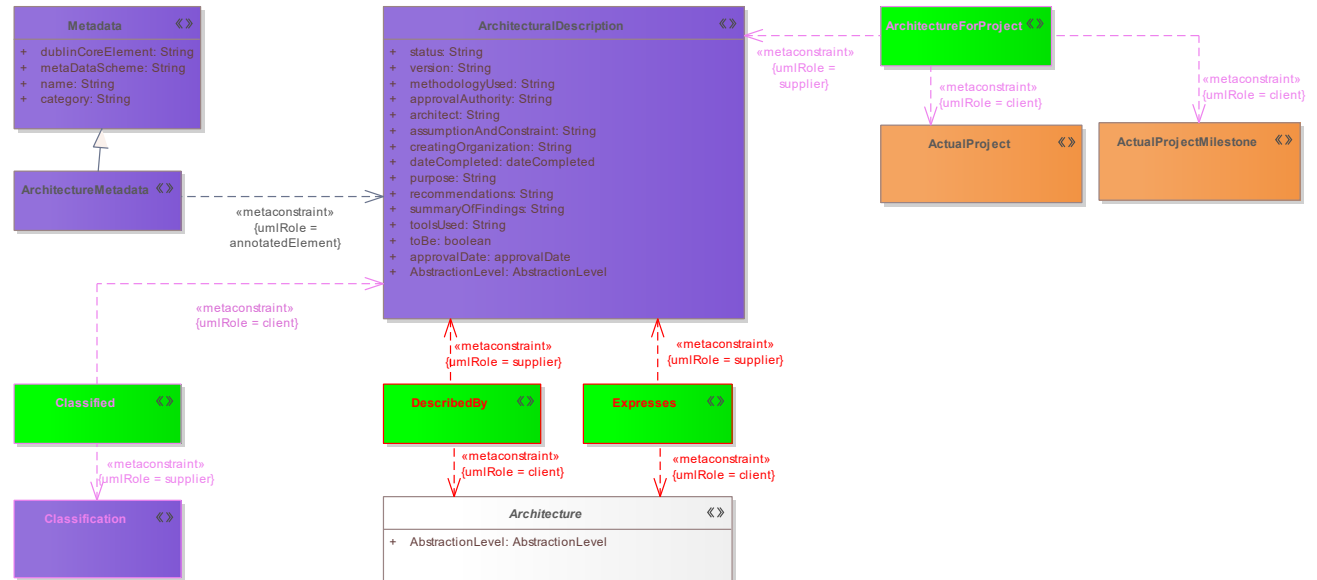 Metadata «»
+ dublinCoreElement: String
+ metaDataScheme: String
+ name: String
+ category: String
ArchitectureMetadata «»
«metaconstraint»
{umlRole =
annotatedElement}
ArchitecturalDescription «»
+ status: String
+ version: String
+ methodologyUsed: String
+ approvalAuthority: String
+ architect: String
+ assumptionAndConstraint: String
+ creatingOrganization: String
+ dateCompleted: dateCompleted
+ purpose: String
+ recommendations: String
+ summaryOfFindings: String
+ toolsUsed: String
+ toBe: boolean
+ approvalDate: approvalDate
+ AbstractionLevel: AbstractionLevel
«metaconstraint»
{umlRole =
supplier}
ArchitectureForProject «»
«metaconstraint»
{umlRole = client}
«metaconstraint»
{umlRole = client}
ActualProject «»
ActualProjectMilestone «»
«metaconstraint»
{umlRole = client}
Classified «»
«metaconstraint»
{umlRole = supplier}
Classification «»
«metaconstraint»
{umlRole = supplier}
«metaconstraint»
{umlRole = supplier}
DescribedBy «»
Expresses «»
«metaconstraint»
{umlRole = client}
«metaconstraint»
{umlRole = client}
Architecture «»
+ AbstractionLevel: AbstractionLevel